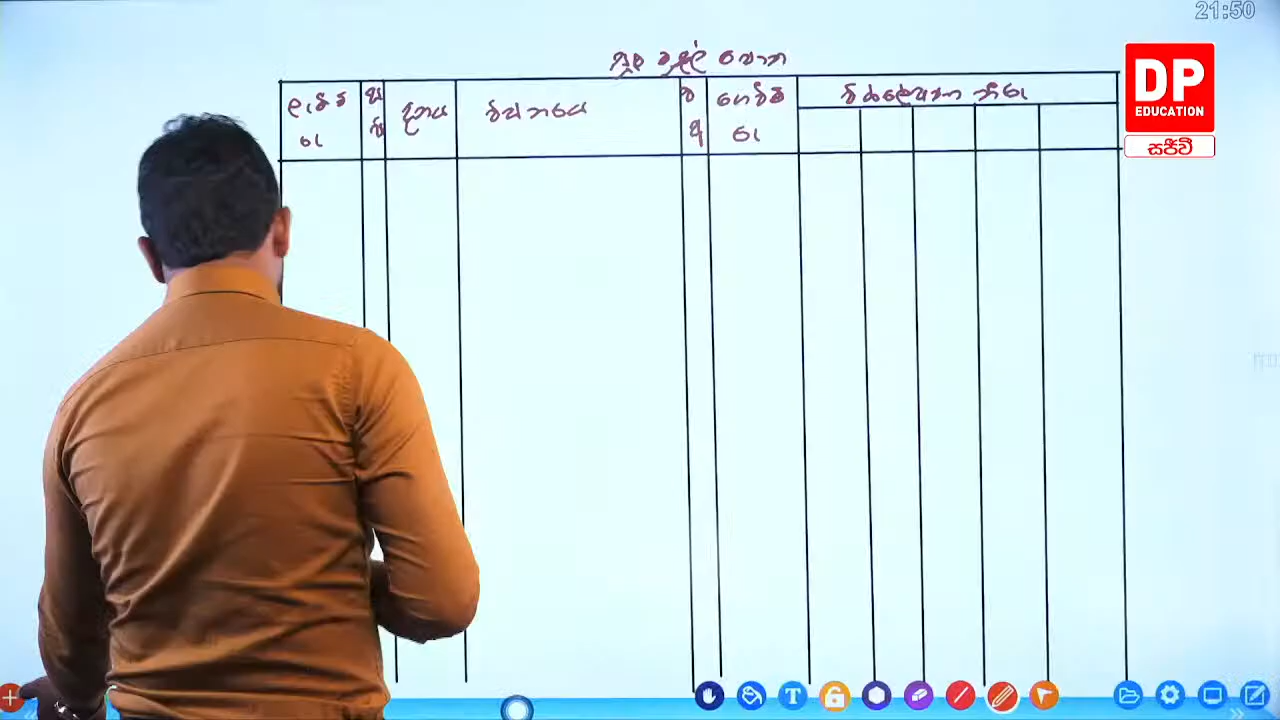 21:50
සුළු මුදල් පොත
DP
EDUCATION
සජීවී
ලැබීම්
රු
දිනය
විස්තරය
ව
අ
ගෙවීම්
රු
විශ්ලේෂණ තීරු